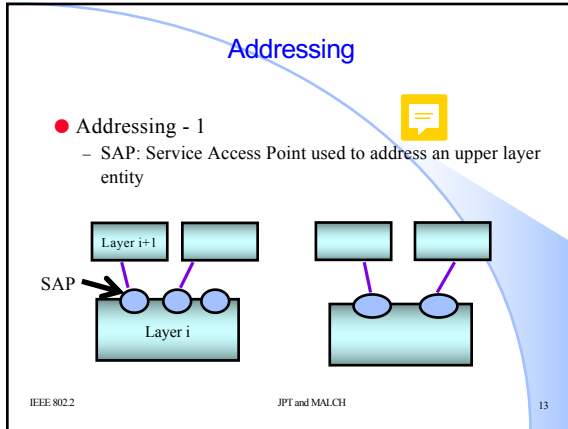 Addressing
Addressing - 1
– SAP: Service Access Point used to address an upper layer
entity
Layer i+1
SAP
Layer i
IEEE 802.2
JPT and MALCH
13